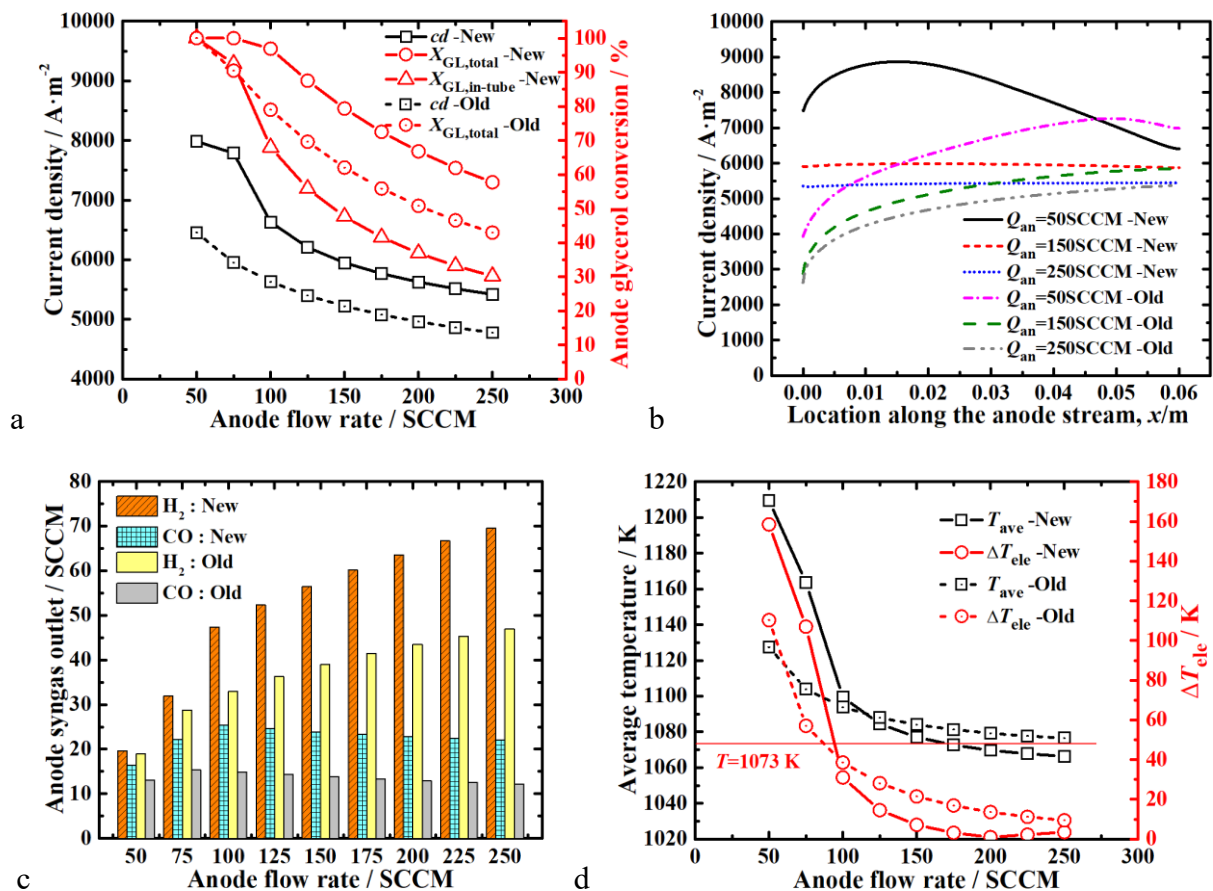 10000
9000
8000
7000
6000
5000
4000
Current density / A·m⁻²
0 50 100 150 200 250 300
Anode flow rate / SCCM
100
90
80
70
60
50
40
30
20
10
0
Anode glycerol conversion / %
cd -New
X_GL,total -New
X_GL,in-tube -New
cd -Old
X_GL,total -Old
a
10000
9000
8000
7000
6000
5000
4000
3000
2000
1000
0
Current density / A·m⁻²
0.00 0.01 0.02 0.03 0.04 0.05 0.06
Location along the anode stream, x/m
Q_an=50SCCM -New
Q_an=150SCCM -New
Q_an=250SCCM -New
Q_an=50SCCM -Old
Q_an=150SCCM -Old
Q_an=250SCCM -Old
b
80
70
60
50
40
30
20
10
0
Anode syngas outlet / SCCM
H₂ : New
CO : New
H₂ : Old
CO : Old
50 75 100 125 150 175 200 225 250
Anode flow rate / SCCM
c
1220
1200
1180
1160
1140
1120
1100
1080
1060
1040
1020
Average temperature / K
T_ave -New
ΔT_ele -New
T_ave -Old
ΔT_ele -Old
T=1073 K
0 50 100 150 200 250 300
Anode flow rate / SCCM
180
160
140
120
100
80
60
40
20
0
ΔT_ele / K
d